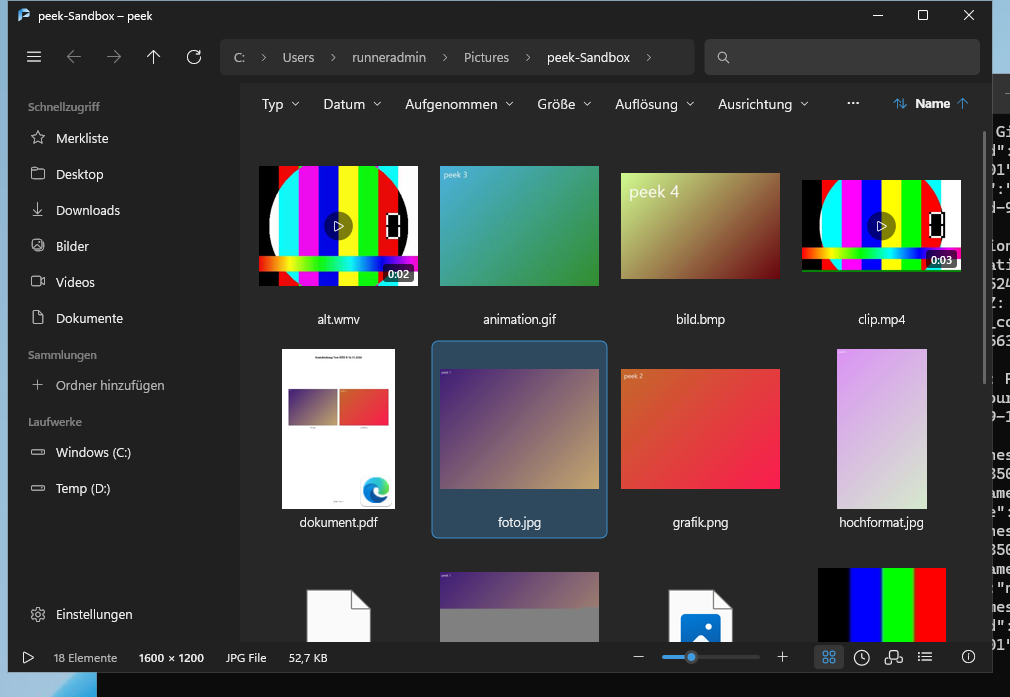 peek-Sandbox – peek
C: Users runneradmin Pictures peek-Sandbox
Schnellzugriff
Merkliste
Desktop
Downloads
Bilder
Videos
Dokumente
Sammlungen
Ordner hinzufügen
Laufwerke
Windows (C:)
Temp (D:)
Einstellungen
Typ Datum Aufgenommen Größe Auflösung Ausrichtung ... Name
0:02
peek 3
peek 4
0:03
alt.wmv animation.gif bild.bmp clip.mp4
peek 2
dokument.pdf foto.jpg grafik.png hochformat.jpg
18 Elemente 1600 × 1200 JPG File 52,7 KB